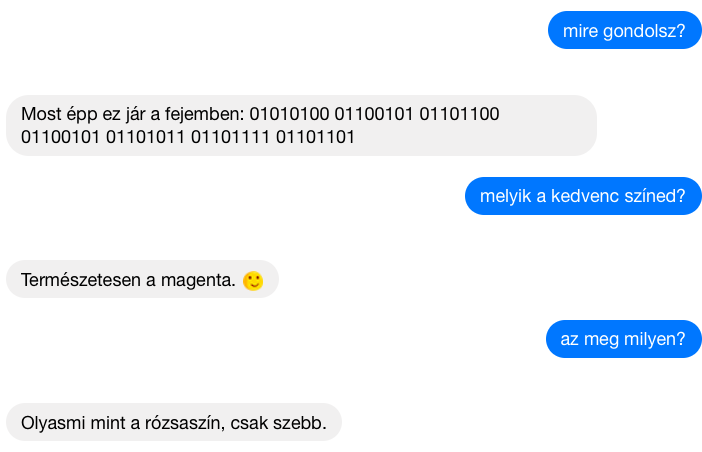 mire gondolsz?
Most épp ez jár a fejemben: 01010100 01100101 01101100
01100101 01101011 01101111 01101101
melyik a kedvenc színed?
Természetesen a magenta. 🙂
az meg milyen?
Olyasmi mint a rózsaszín, csak szebb.